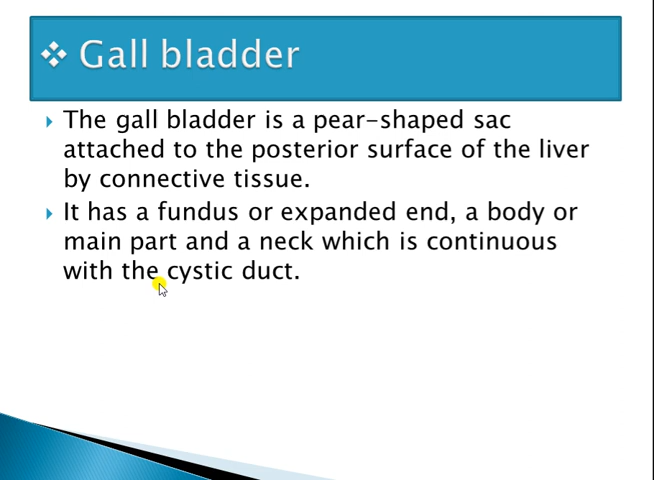 ❖ Gall bladder
The gall bladder is a pear-shaped sac
attached to the posterior surface of the liver
by connective tissue.
It has a fundus or expanded end, a body or
main part and a neck which is continuous
with the cystic duct.